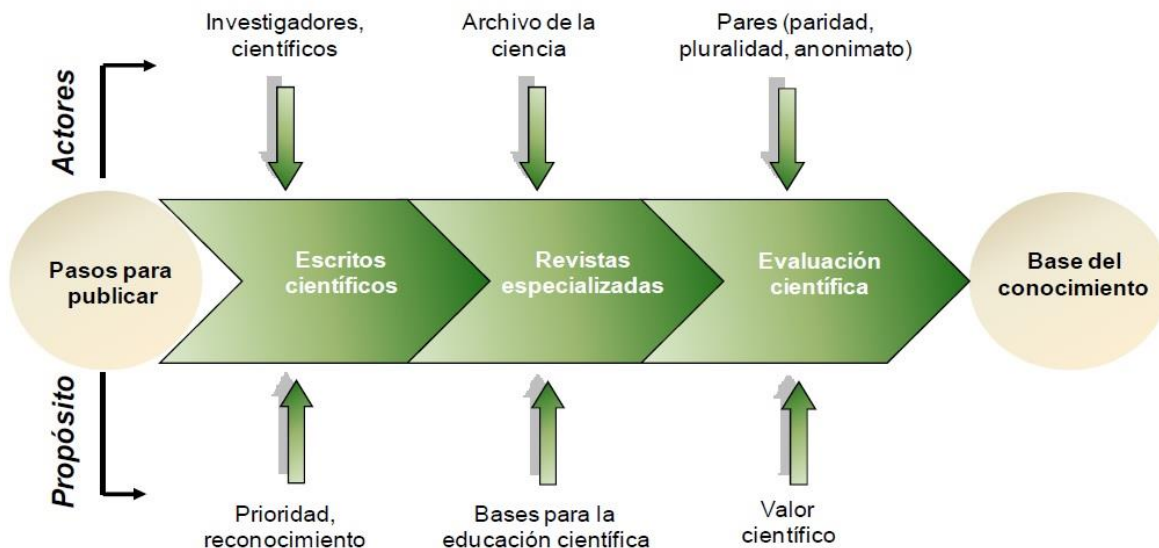 Investigadores,
científicos
Archivo de la
ciencia
Pares (paridad,
pluralidad, anonimato)
Actores
Pasos para
publicar
Escritos
científicos
Revistas
especializadas
Evaluación
científica
Base del
conocimiento
Propósito
Prioridad,
reconocimiento
Bases para la
educación científica
Valor
científico